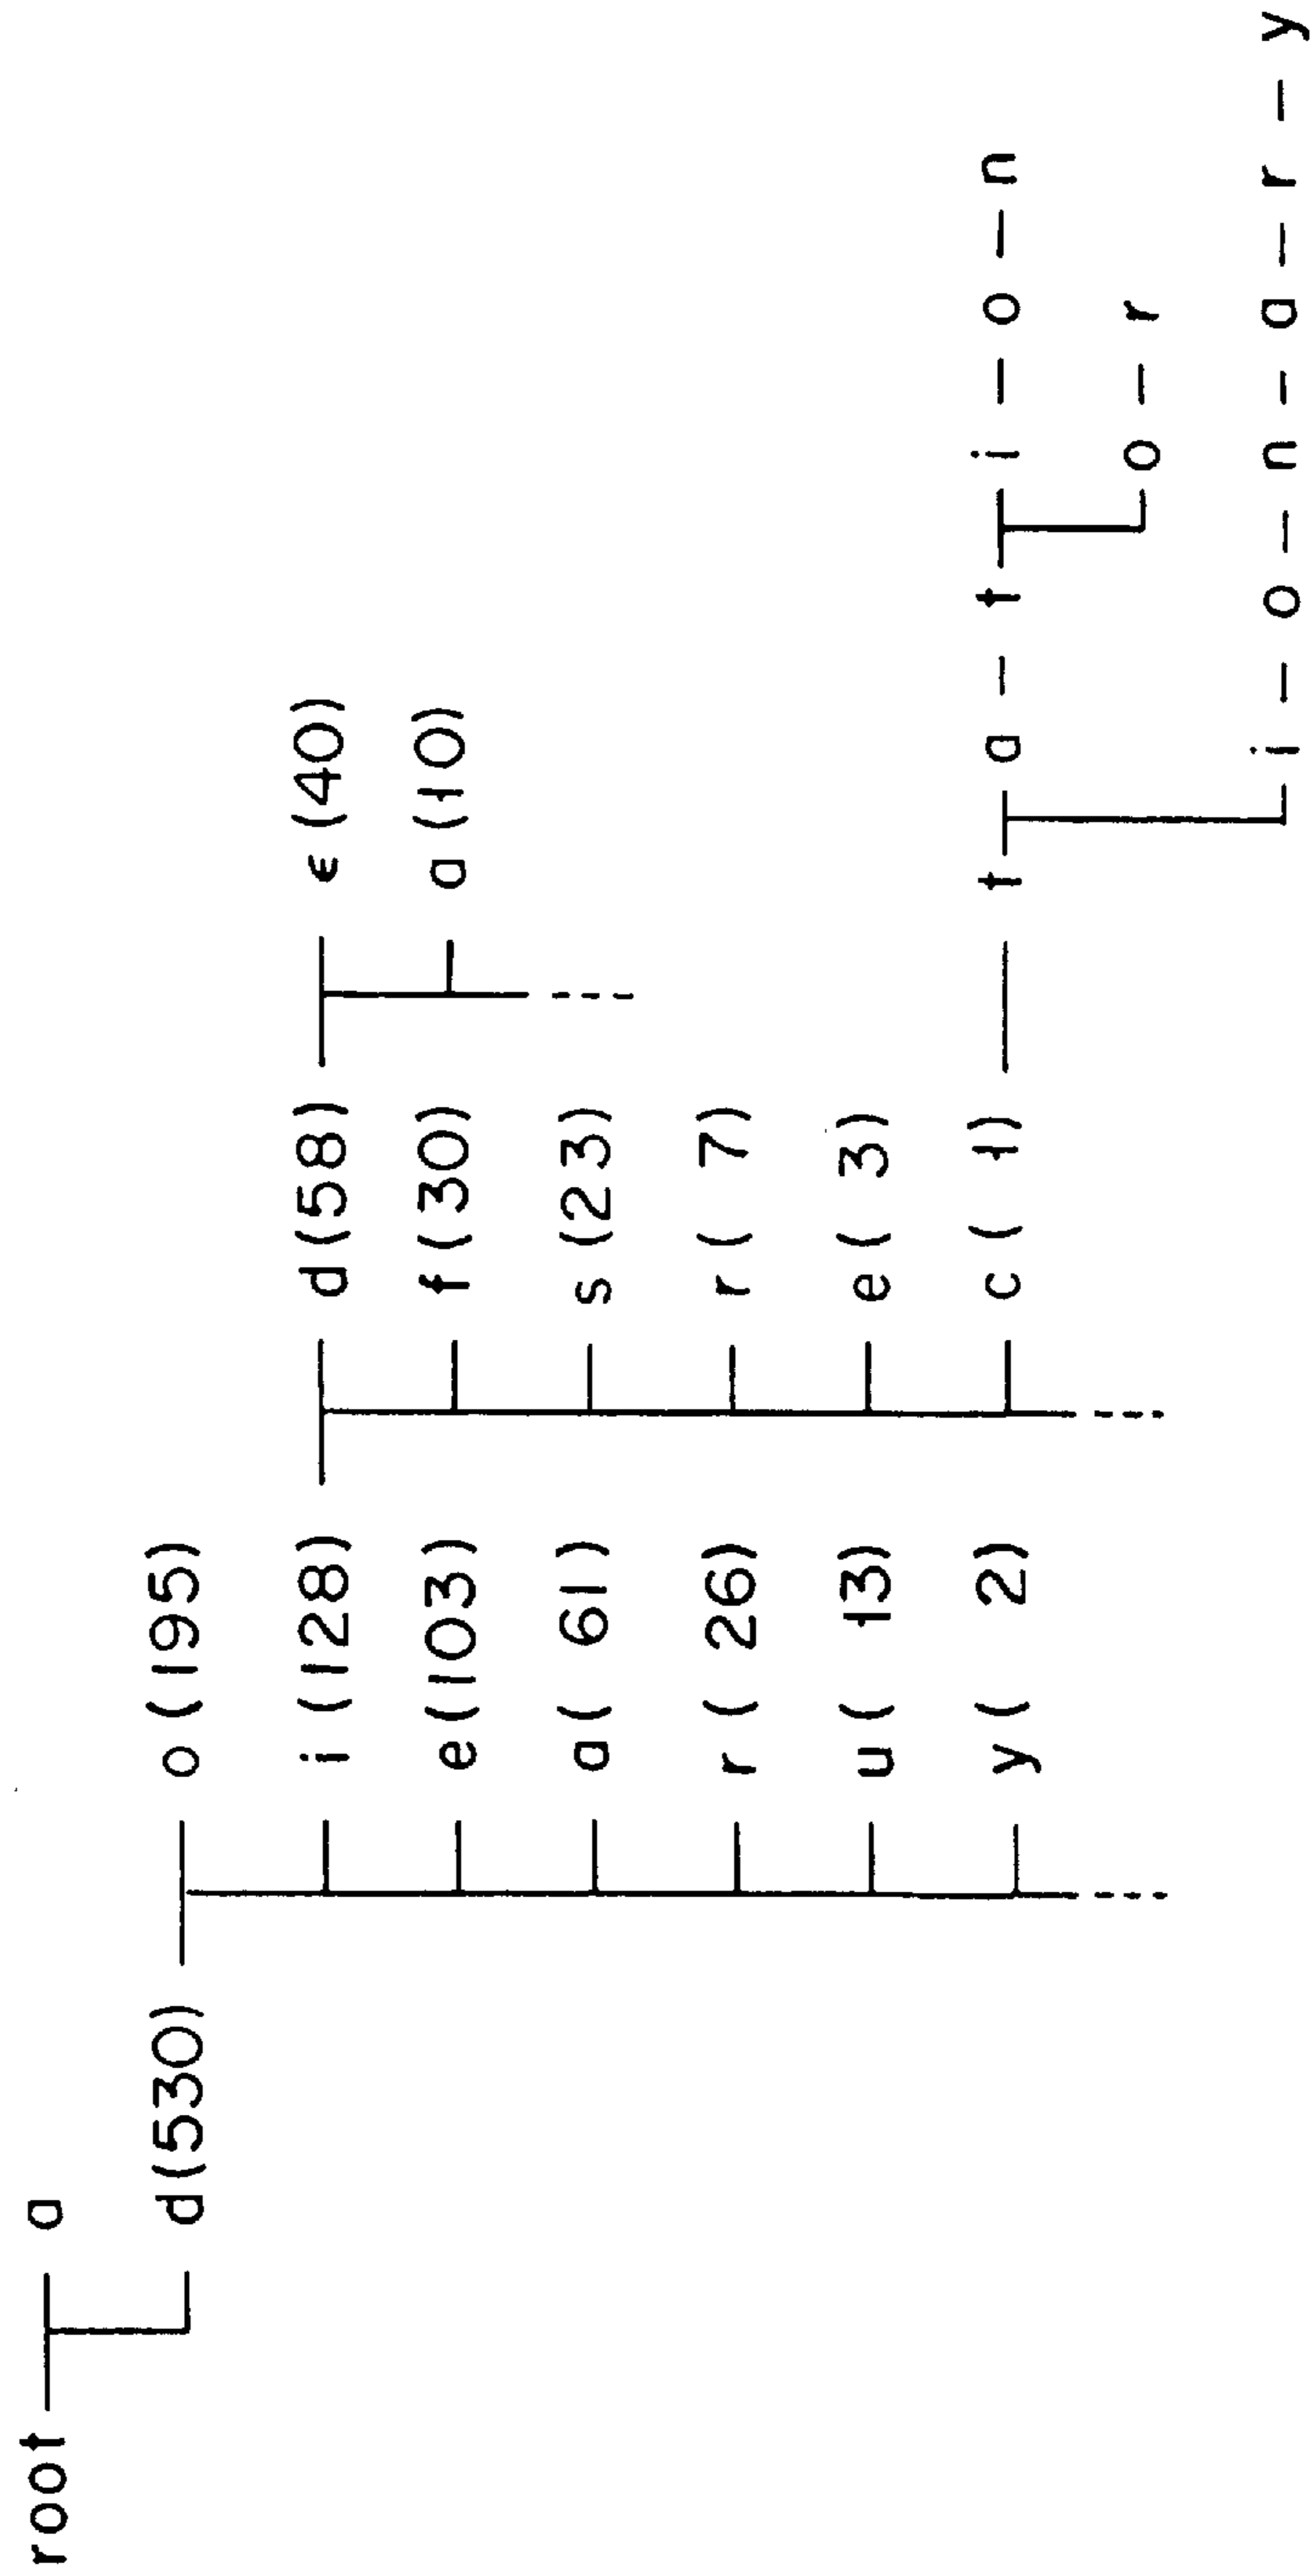 root a
d(530) o(195)
i(128) d(58) ϵ(40)
e(103) f(30) a(10)
a( 61) s(23)
r( 26) r( 7)
u( 13) e( 3)
y( 2) c( 1) t a - t i - o - n
o - r
i - o - n - a - r - y